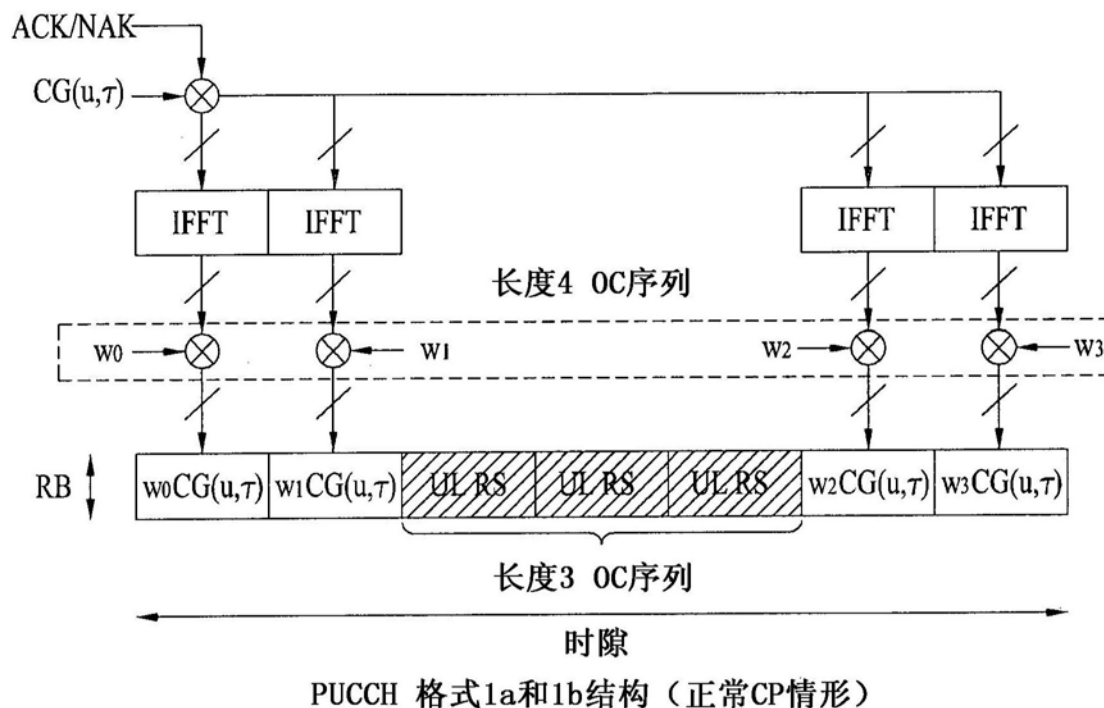 ACK/NAK
CG(u,τ)
IFFT IFFT IFFT IFFT
长度4 OC序列
W0 W1 W2 W3
RB w0CG(u,τ) w1CG(u,τ) UL RS UL RS UL RS w2CG(u,τ) w3CG(u,τ)
长度3 OC序列
时隙
PUCCH 格式1a和1b结构（正常CP情形）